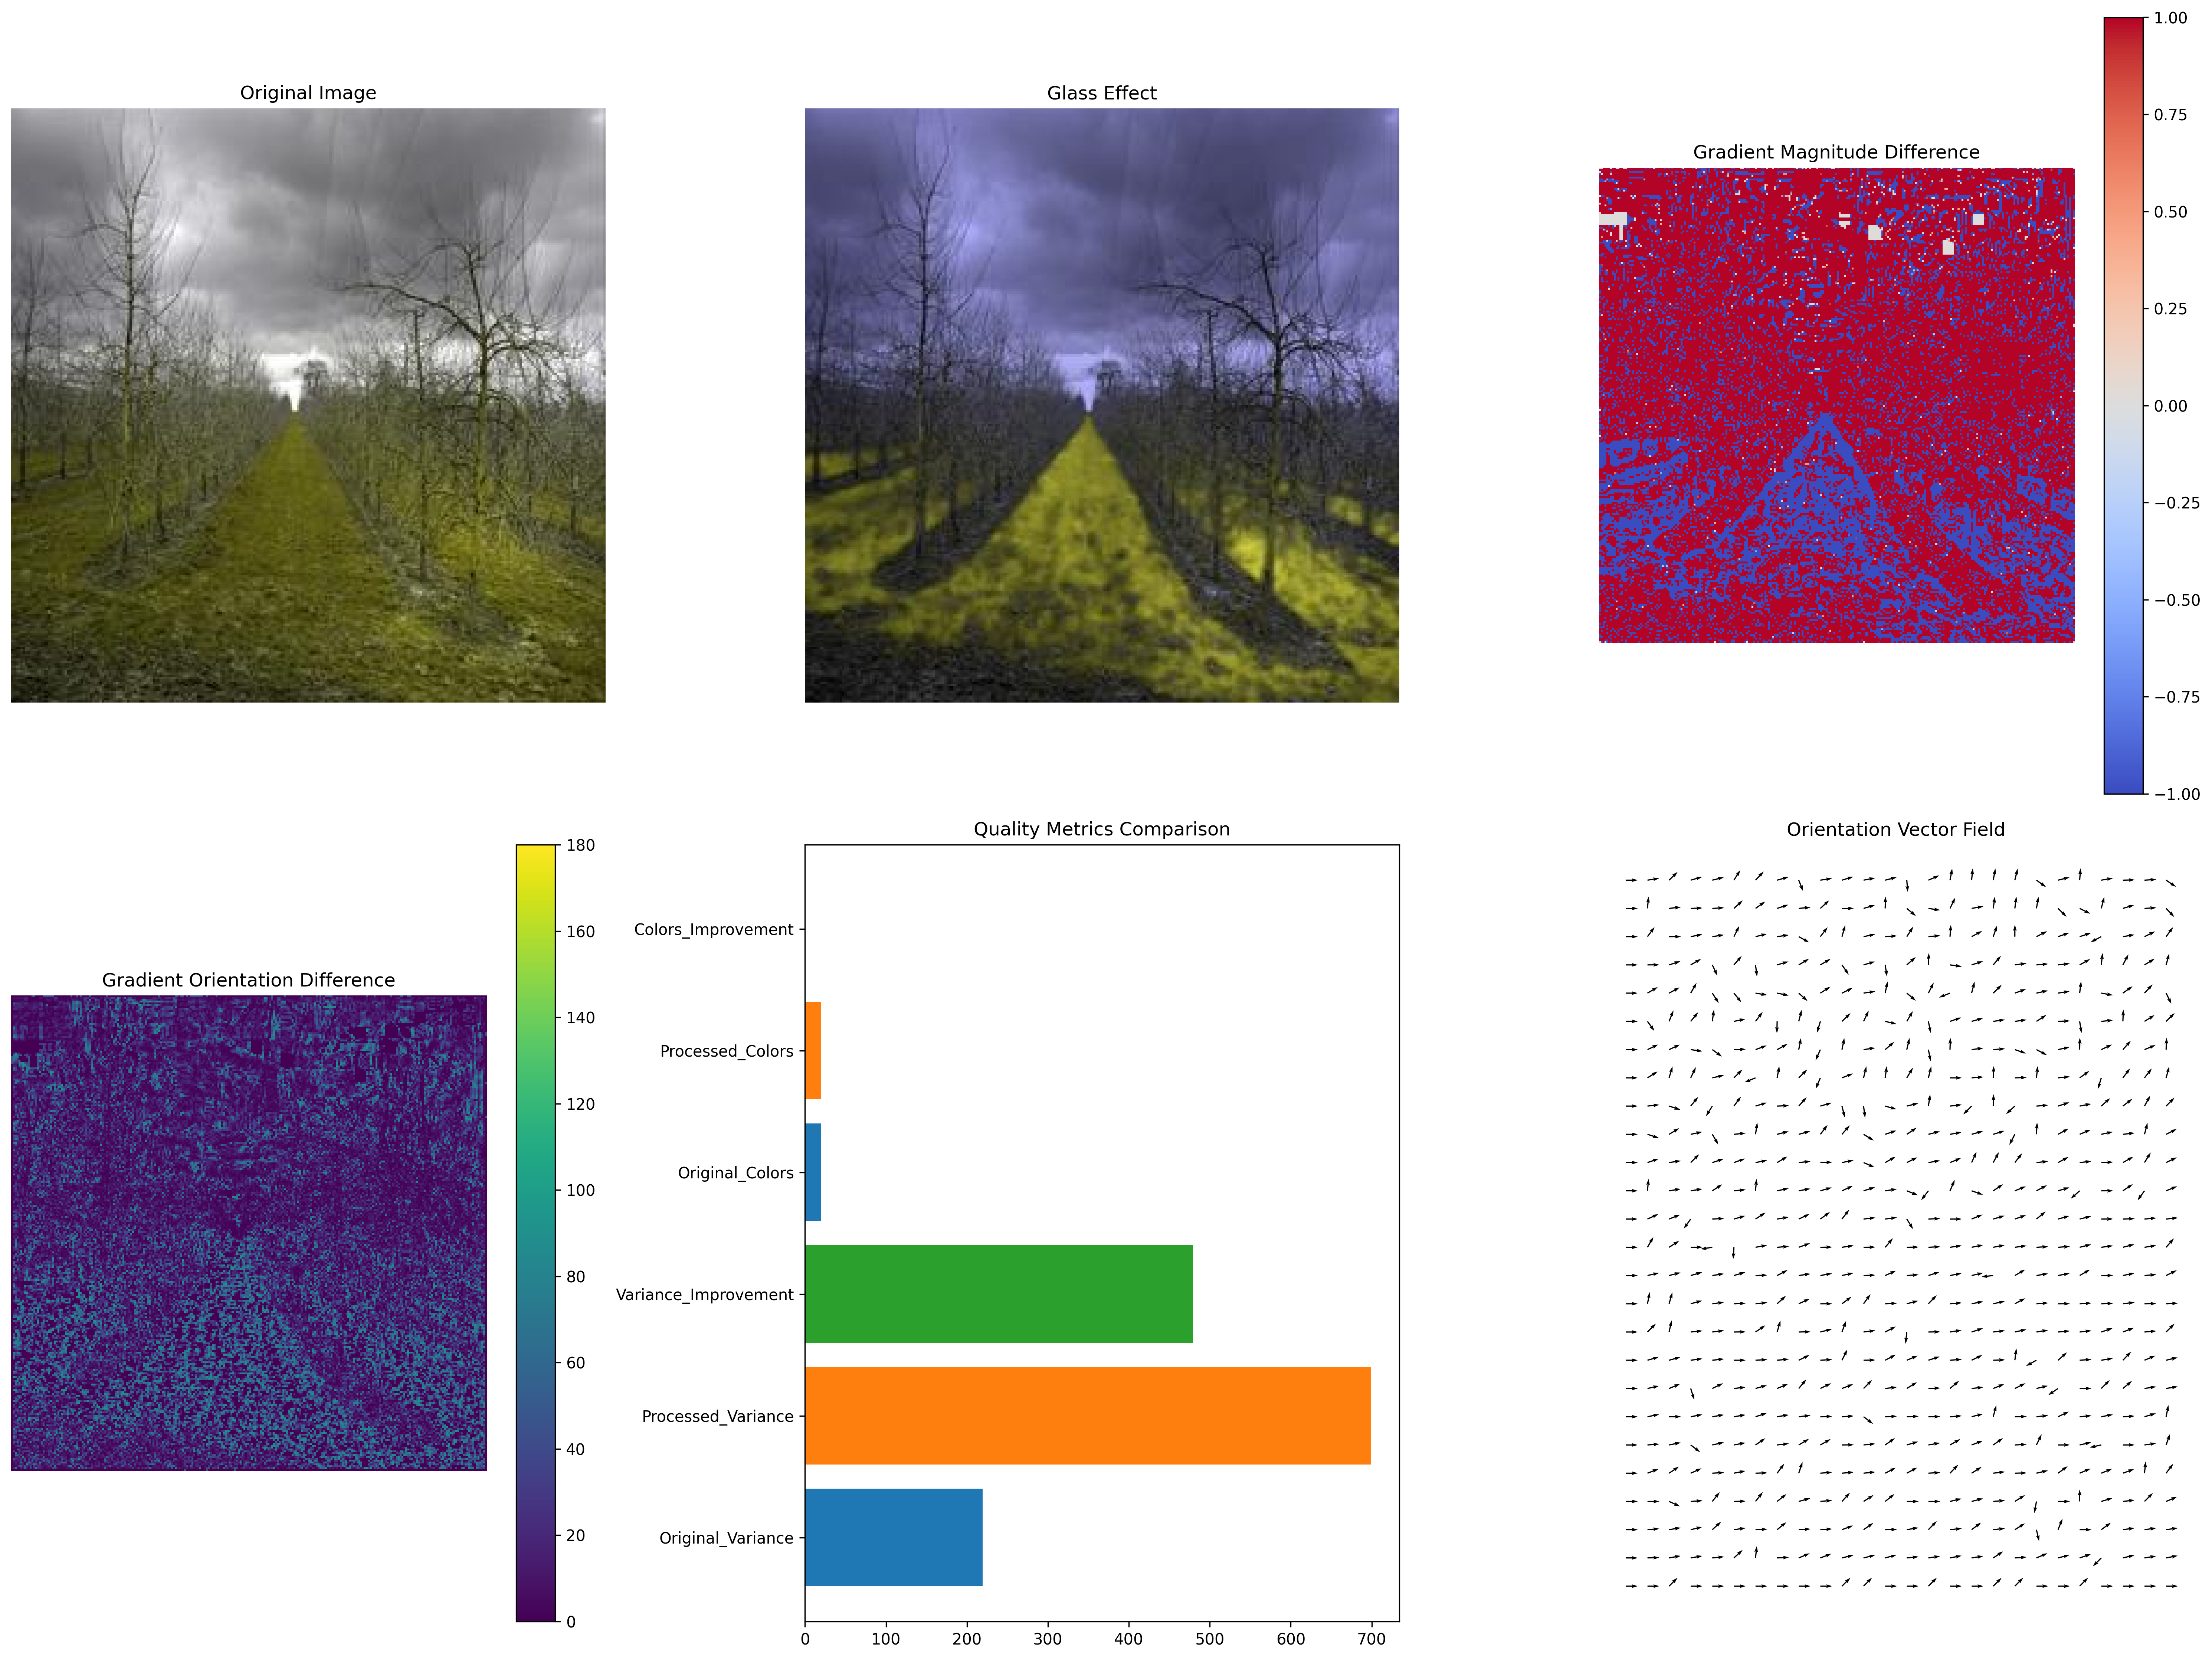 Original Image
Glass Effect
Gradient Magnitude Difference
1.00
0.75
0.50
0.25
0.00
−0.25
−0.50
−0.75
−1.00
Gradient Orientation Difference
180
160
140
120
100
80
60
40
20
0
Quality Metrics Comparison
Colors_Improvement
Processed_Colors
Original_Colors
Variance_Improvement
Processed_Variance
Original_Variance
0 100 200 300 400 500 600 700
Orientation Vector Field